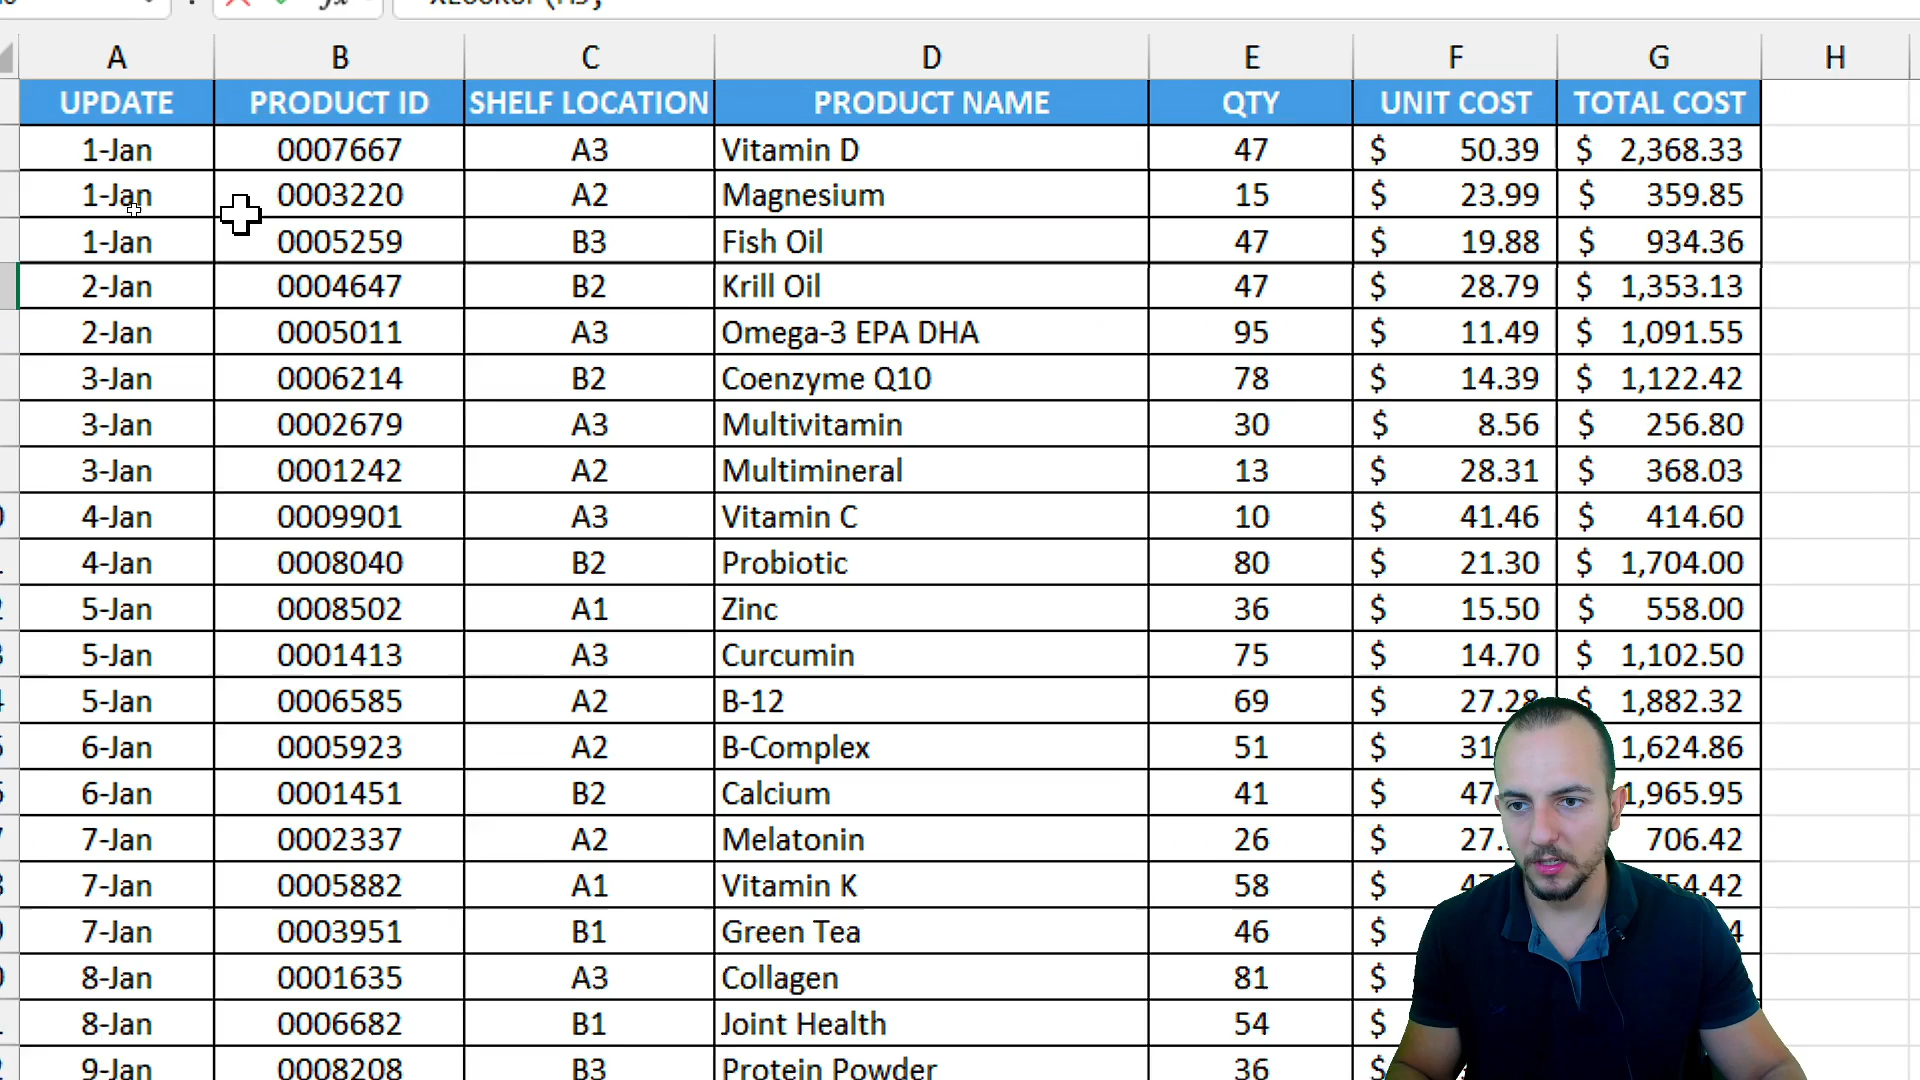 A B C D E F G H
UPDATE PRODUCT ID SHELF LOCATION PRODUCT NAME QTY UNIT COST TOTAL COST
1-Jan 0007667 A3 Vitamin D 47 $ 50.39 $ 2,368.33
1-Jan 0003220 A2 Magnesium 15 $ 23.99 $ 359.85
1-Jan 0005259 B3 Fish Oil 47 $ 19.88 $ 934.36
2-Jan 0004647 B2 Krill Oil 47 $ 28.79 $ 1,353.13
2-Jan 0005011 A3 Omega-3 EPA DHA 95 $ 11.49 $ 1,091.55
3-Jan 0006214 B2 Coenzyme Q10 78 $ 14.39 $ 1,122.42
3-Jan 0002679 A3 Multivitamin 30 $ 8.56 $ 256.80
3-Jan 0001242 A2 Multimineral 13 $ 28.31 $ 368.03
4-Jan 0009901 A3 Vitamin C 10 $ 41.46 $ 414.60
4-Jan 0008040 B2 Probiotic 80 $ 21.30 $ 1,704.00
5-Jan 0008502 A1 Zinc 36 $ 15.50 $ 558.00
5-Jan 0001413 A3 Curcumin 75 $ 14.70 $ 1,102.50
5-Jan 0006585 A2 B-12 69 $ 27.28 $ 1,882.32
6-Jan 0005923 A2 B-Complex 51 $ 1,624.86
6-Jan 0001451 B2 Calcium 41 $ 1,965.95
7-Jan 0002337 A2 Melatonin 26 $ 706.42
7-Jan 0005882 A1 Vitamin K 58 $
7-Jan 0003951 B1 Green Tea 46 $
8-Jan 0001635 A3 Collagen 81 $
8-Jan 0006682 B1 Joint Health 54 $
9-Jan 0008208 B3 Protein Powder 36 $